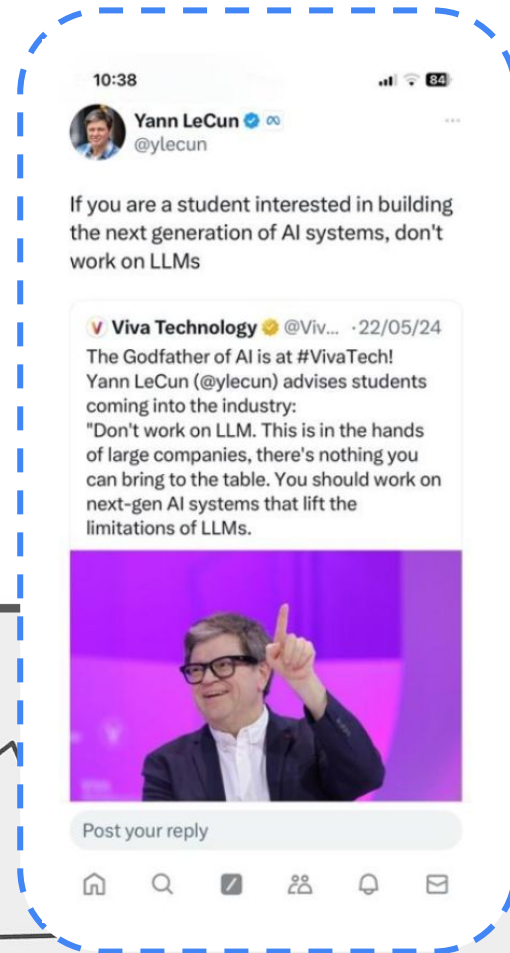 10:38
84
Yann LeCun
@ylecun
If you are a student interested in building
the next generation of AI systems, don't
work on LLMs
Viva Technology @Viv... ·22/05/24
The Godfather of AI is at #VivaTech!
Yann LeCun (@ylecun) advises students
coming into the industry:
"Don't work on LLM. This is in the hands
of large companies, there's nothing you
can bring to the table. You should work on
next-gen AI systems that lift the
limitations of LLMs.
Post your reply